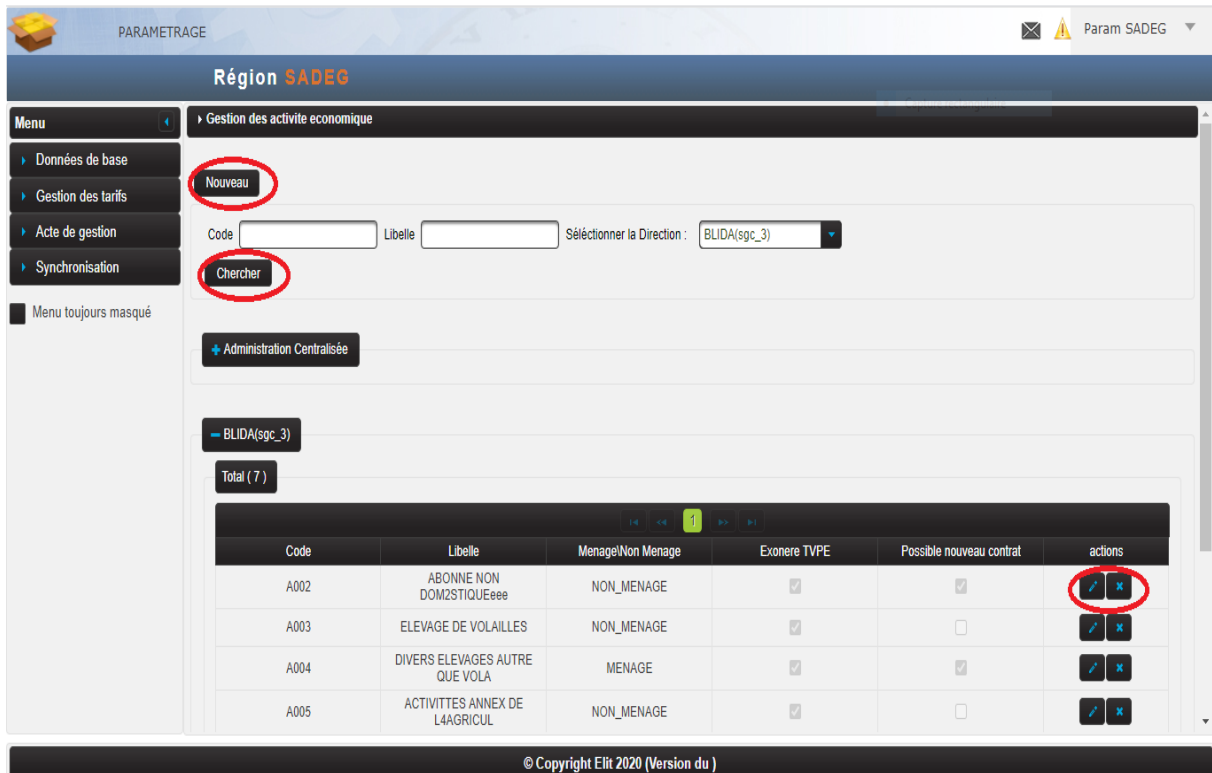 PARAMETRAGE
Param SADEG
Région SADEG
Capture rectangulaire
Menu
Gestion des activite economique
Données de base
Gestion des tarifs
Acte de gestion
Synchronisation
Menu toujours masqué
Nouveau
Code Libelle Séléctionner la Direction : BLIDA(sgc_3)
Chercher
Administration Centralisée
BLIDA(sgc_3)
Total ( 7 )
1
Code Libelle Menage\Non Menage Exonere TVPE Possible nouveau contrat actions
A002 ABONNE NON DOM2STIQUEeee NON_MENAGE
A003 ELEVAGE DE VOLAILLES NON_MENAGE
A004 DIVERS ELEVAGES AUTRE QUE VOLA MENAGE
A005 ACTIVITTES ANNEX DE L4AGRICUL NON_MENAGE
© Copyright Elit 2020 (Version du )